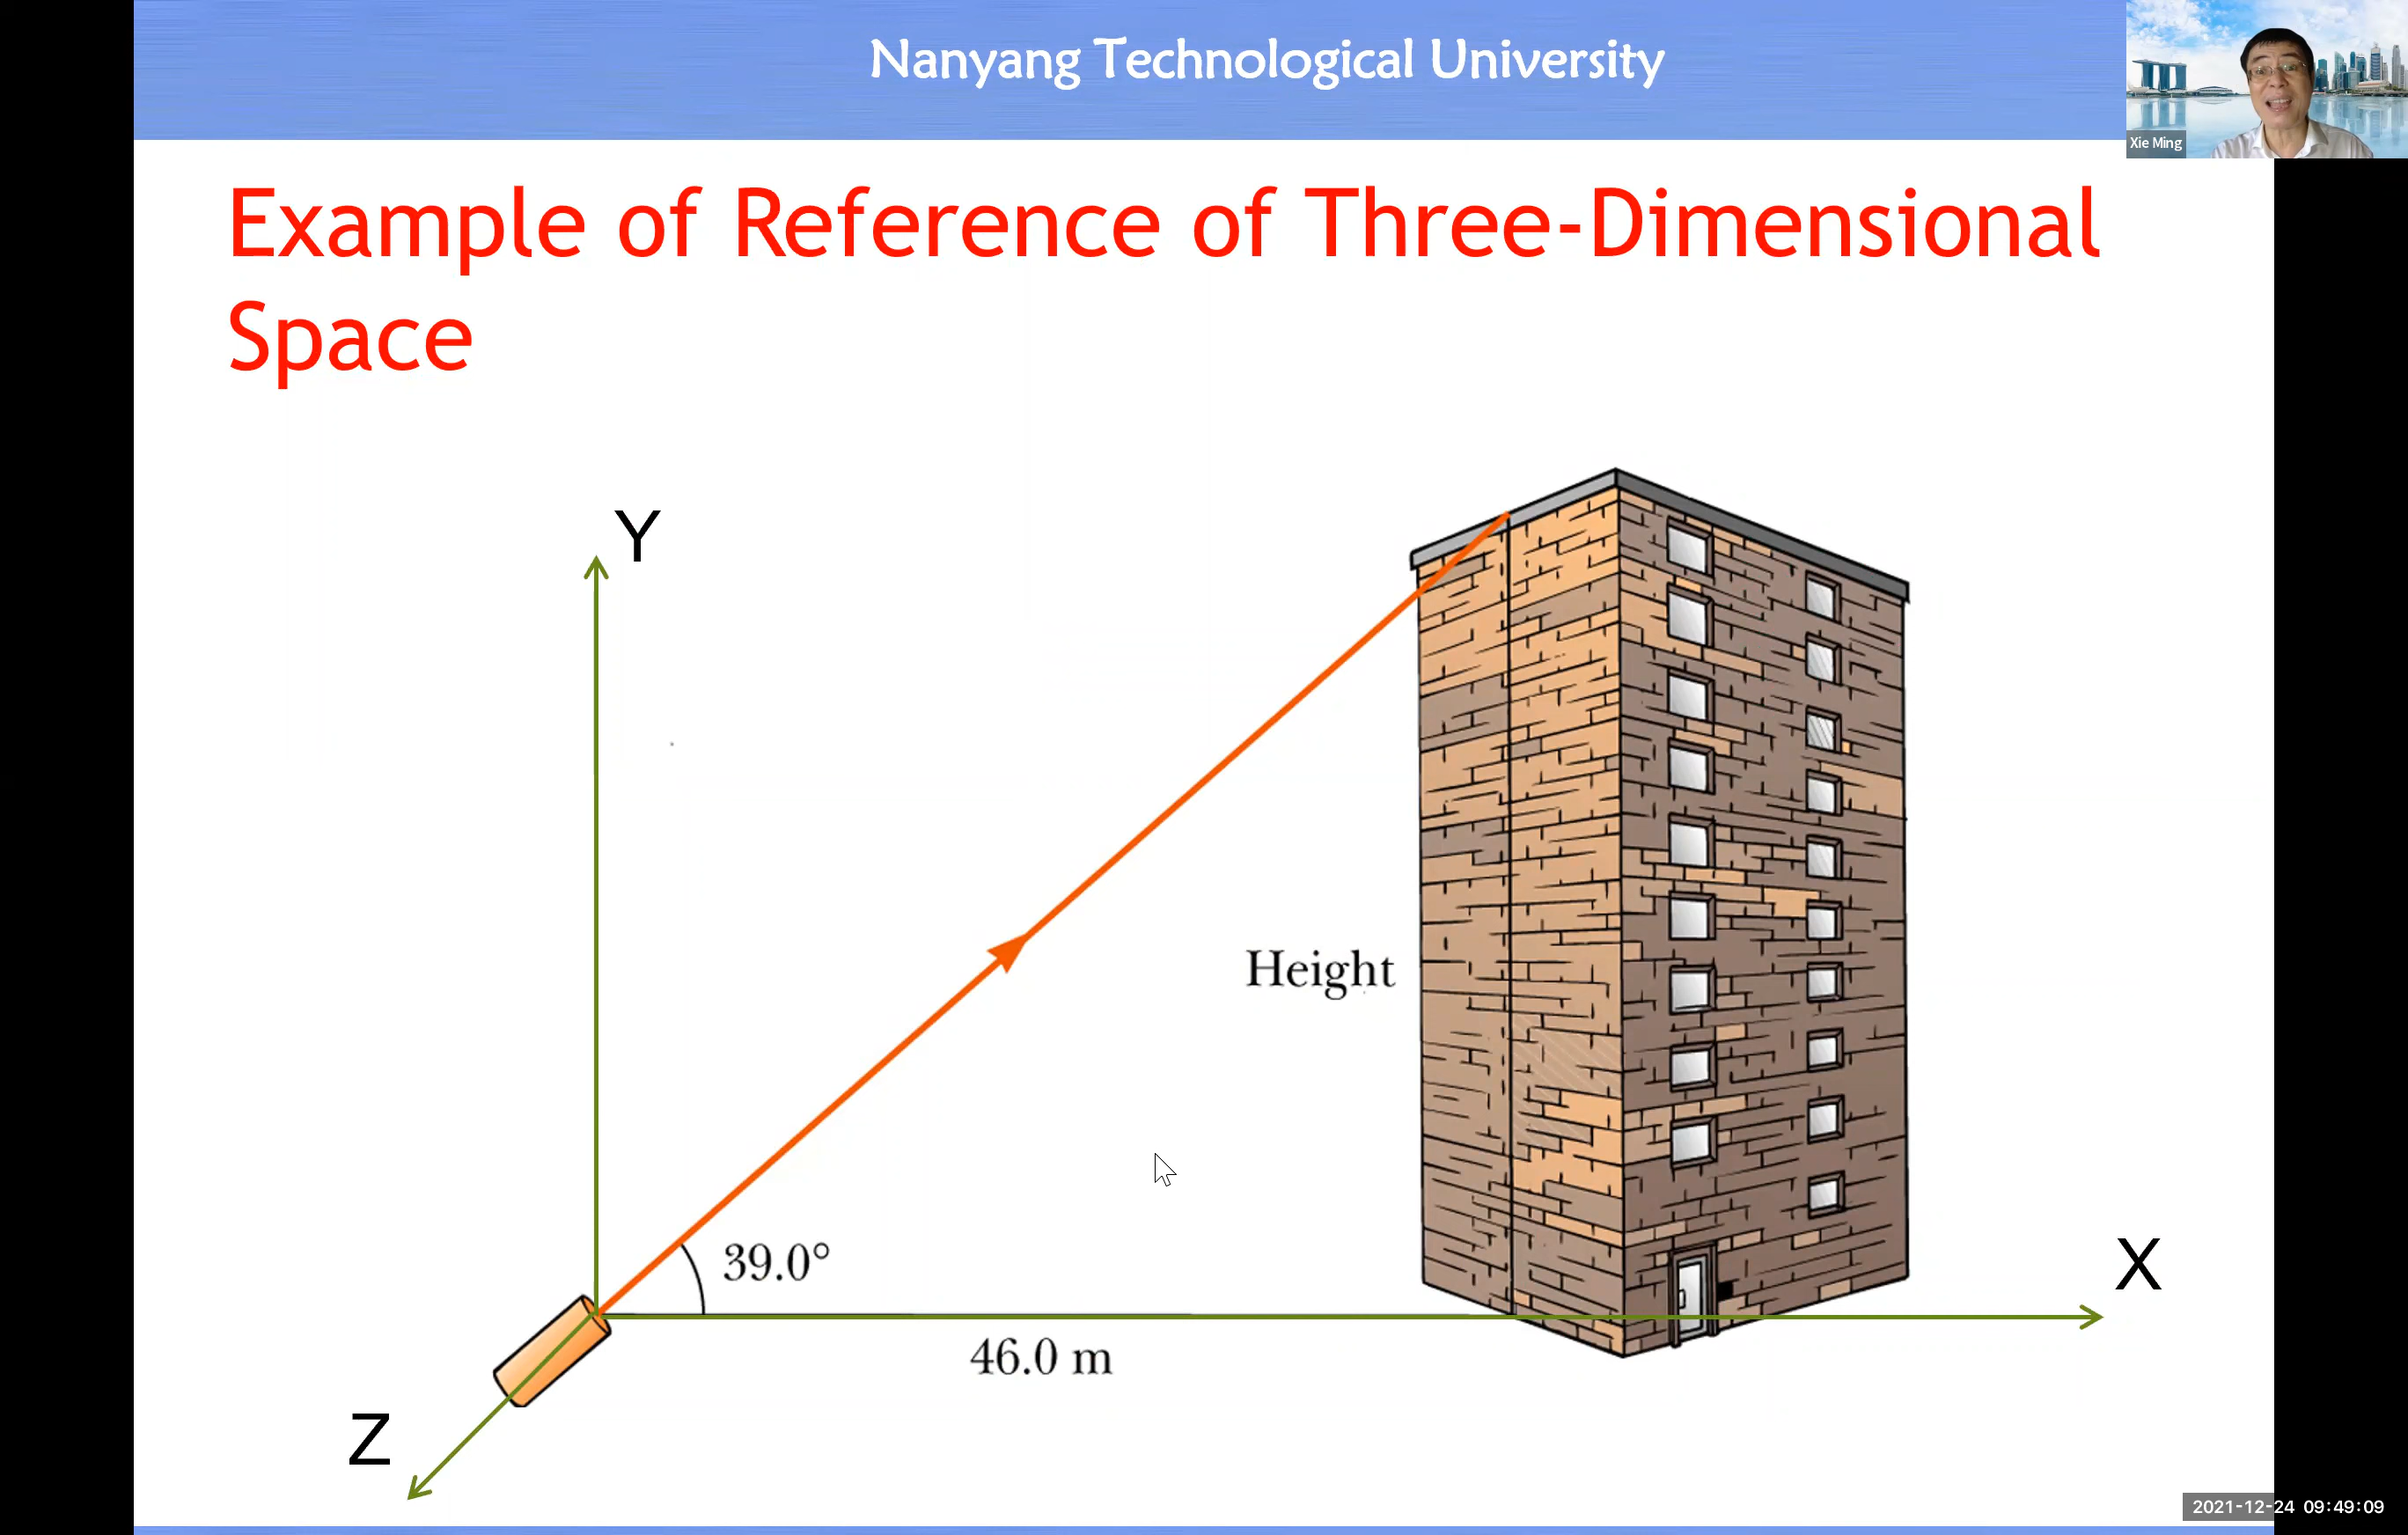 Nanyang Technological University
Xie Ming
Example of Reference of Three-Dimensional
Space
Y
Height
39.0°
X
46.0 m
Z
2021-12-24 09:49:09